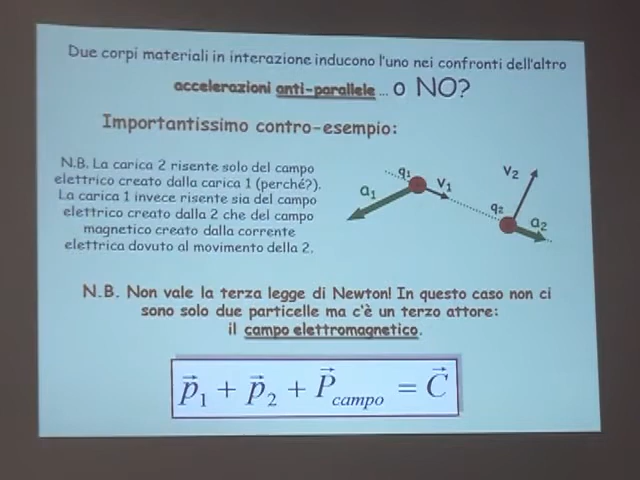 Due corpi materiali in interazione inducono l'uno nei confronti dell'altro
accelerazioni anti-parallele ... o NO?
Importantissimo contro-esempio:
N.B. La carica 2 risente solo del campo
elettrico creato dalla carica 1 (perché?).
La carica 1 invece risente sia del campo
elettrico creato dalla 2 che del campo
magnetico creato dalla corrente
elettrica dovuto al movimento della 2.
a1
q1
v1
v2
q2
a2
N.B. Non vale la terza legge di Newton! In questo caso non ci
sono solo due particelle ma c'è un terzo attore:
il campo elettromagnetico.
p⃗₁ + p⃗₂ + P⃗campo = C⃗